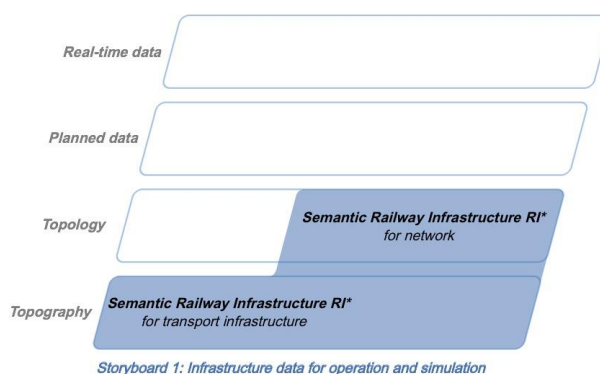 Real-time data
Planned data
Topology
Semantic Railway Infrastructure RI*
for network
Topography
Semantic Railway Infrastructure RI*
for transport infrastructure
Storyboard 1: Infrastructure data for operation and simulation